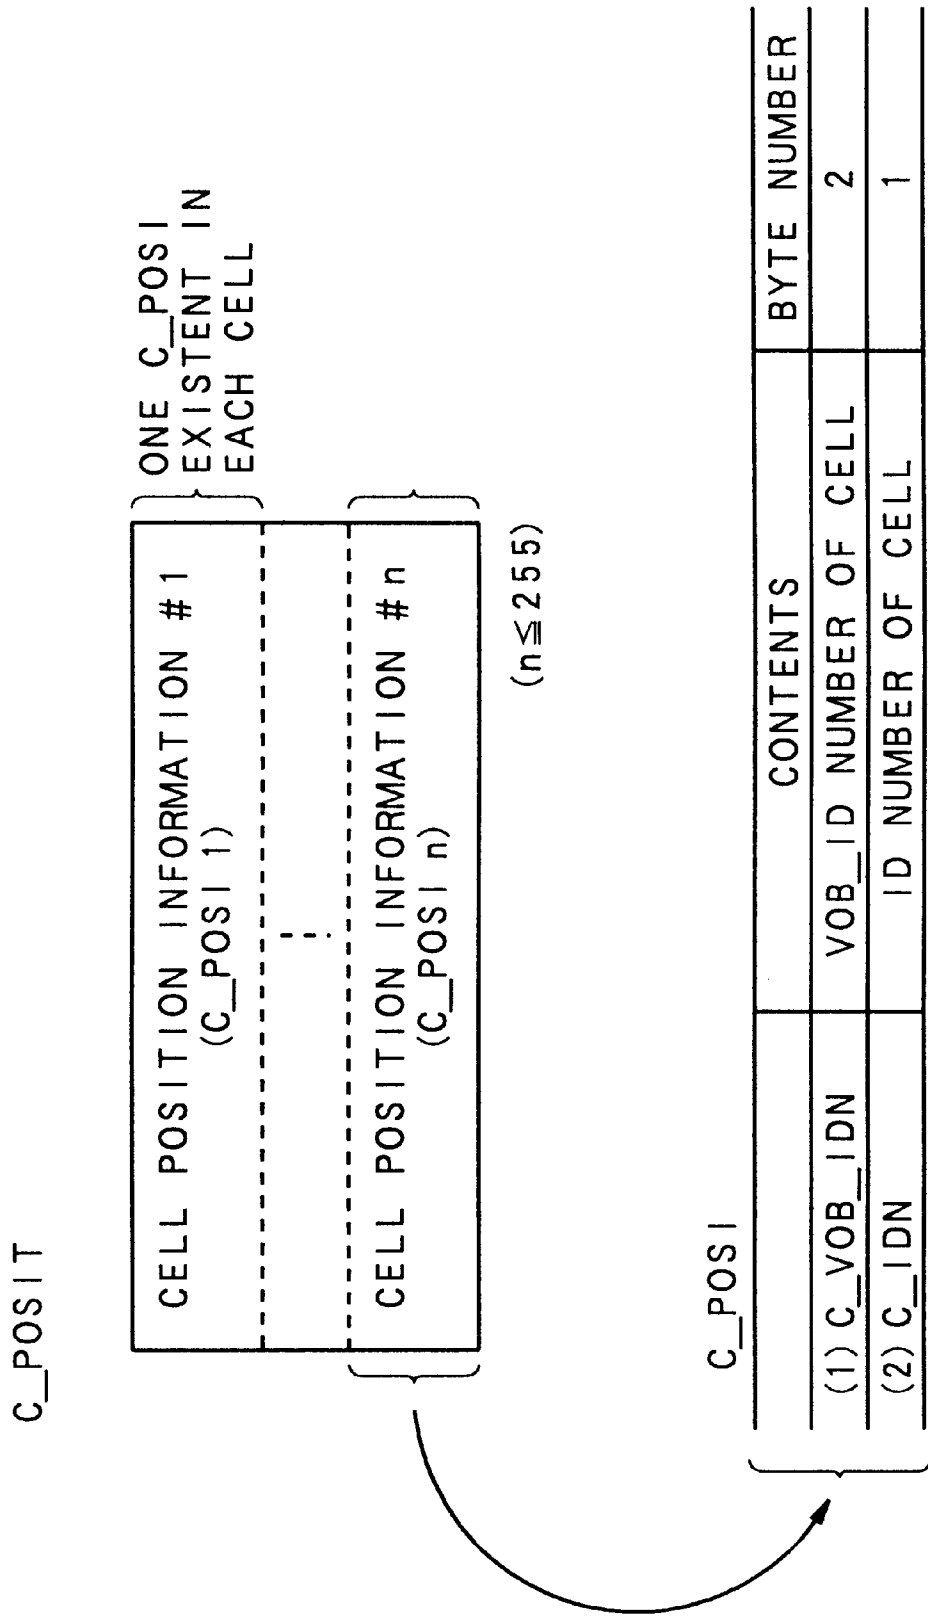 C_POSIT
CELL POSITION INFORMATION #1
(C_POSI 1)
ONE C_POSI
EXISTENT IN
EACH CELL
CELL POSITION INFORMATION #n
(C_POSI n)
(n≦255)
C_POSI
CONTENTS BYTE NUMBER
(1) C_VOB_IDN VOB_ID NUMBER OF CELL 2
(2) C_IDN ID NUMBER OF CELL 1